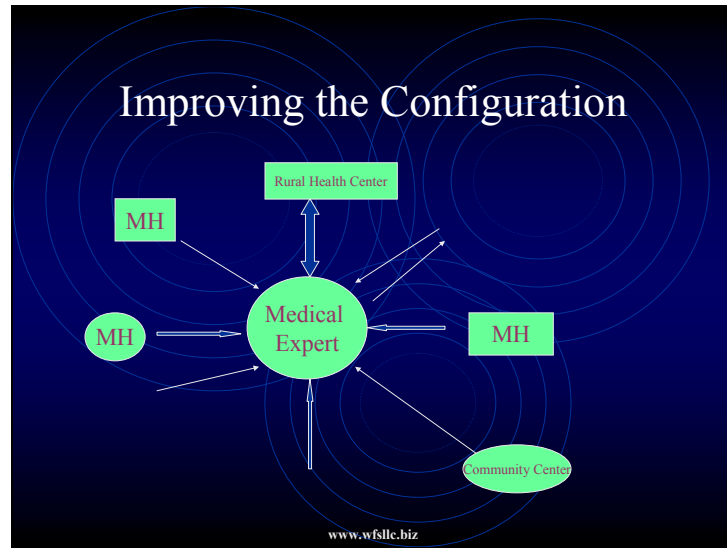 Improving the Configuration
Rural Health Center
MH
MH
Medical
Expert
MH
Community Center
www.wfsllc.biz